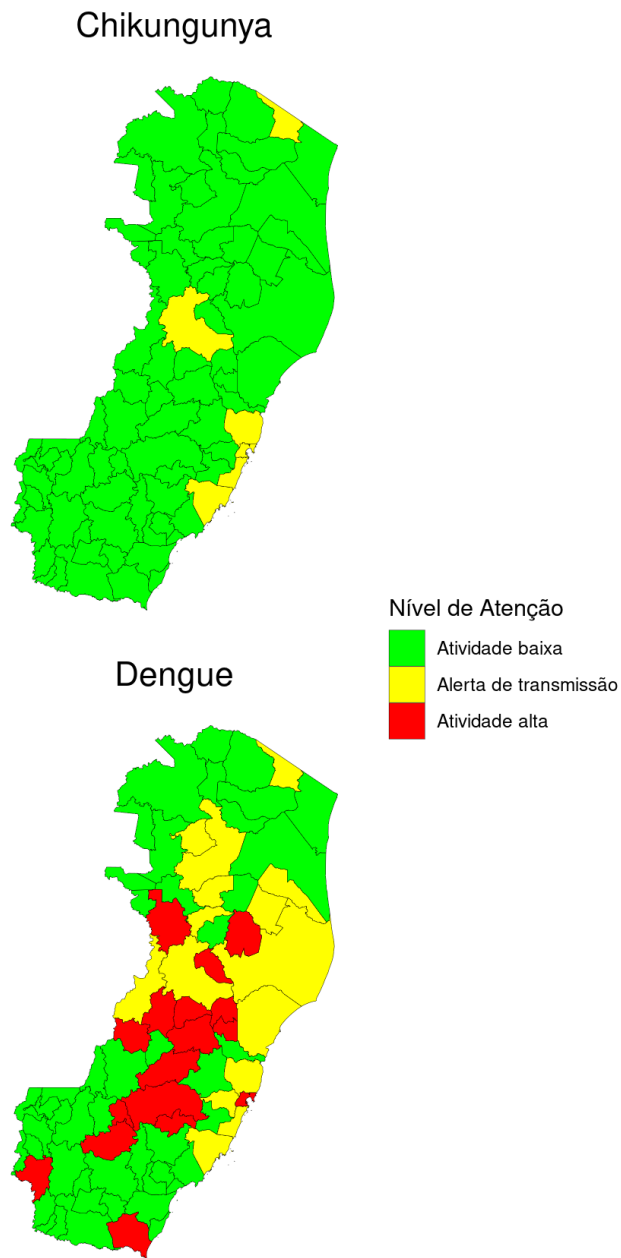 Chikungunya
Nível de Atenção
Atividade baixa
Alerta de transmissão
Atividade alta
Dengue